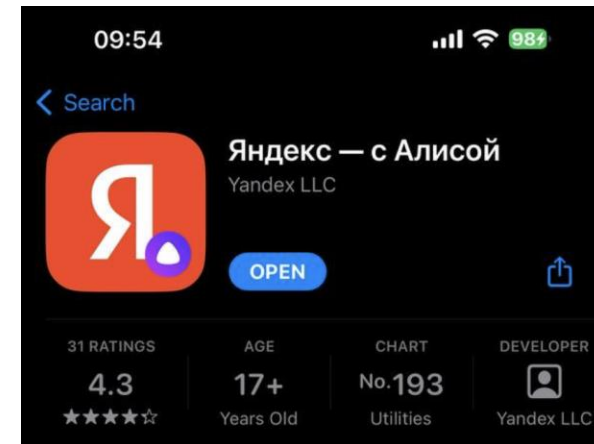 09:54
98
Search
Яндекс — с Алисой
Yandex LLC
Я
OPEN
31 RATINGS
AGE
CHART
DEVELOPER
4.3
17+
No.193
Years Old
Utilities
Yandex LLC